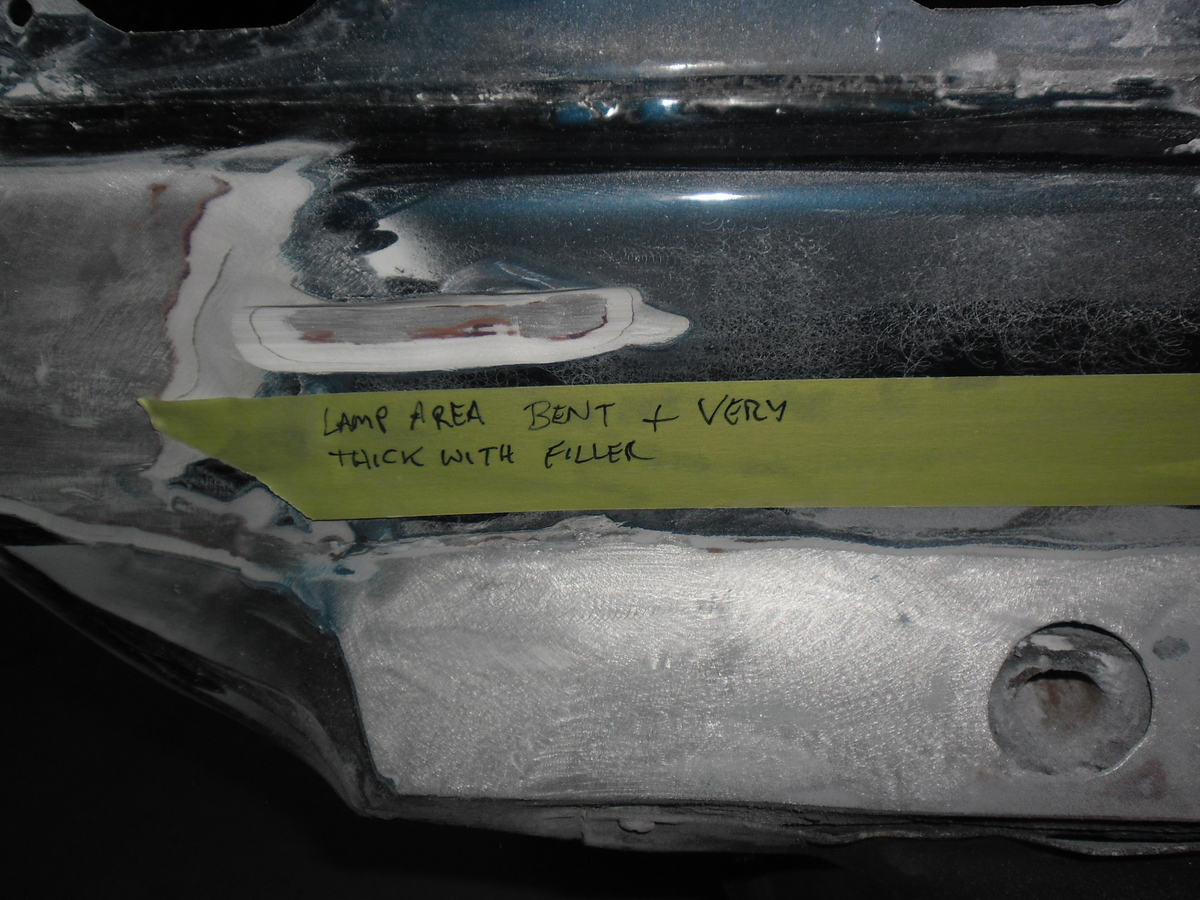 LAMP AREA BENT + VERY
THICK WITH FILLER